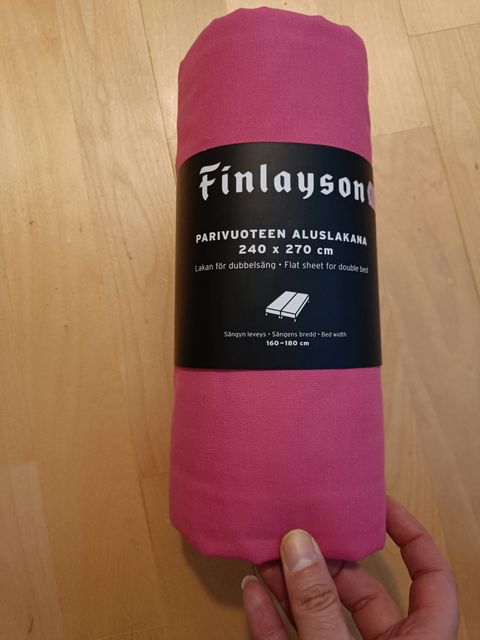 Finlayson
PARIVUOTEEN ALUSLAKANA
240 x 270 cm
Lakan för dubbelsäng • Flat sheet for double bed
Sängyn leveys • Sängens bredd • Bed width
160–180 cm